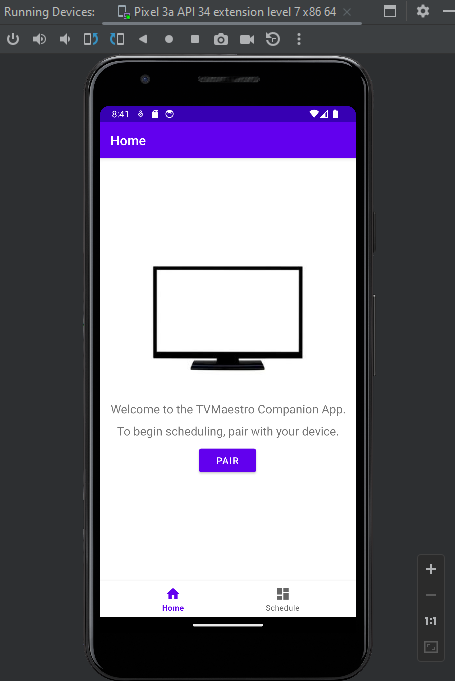 Running Devices:
Pixel 3a API 34 extension level 7 x86 64
8:41
Home
Welcome to the TVMaestro Companion App.
To begin scheduling, pair with your device.
PAIR
Home
Schedule
1:1